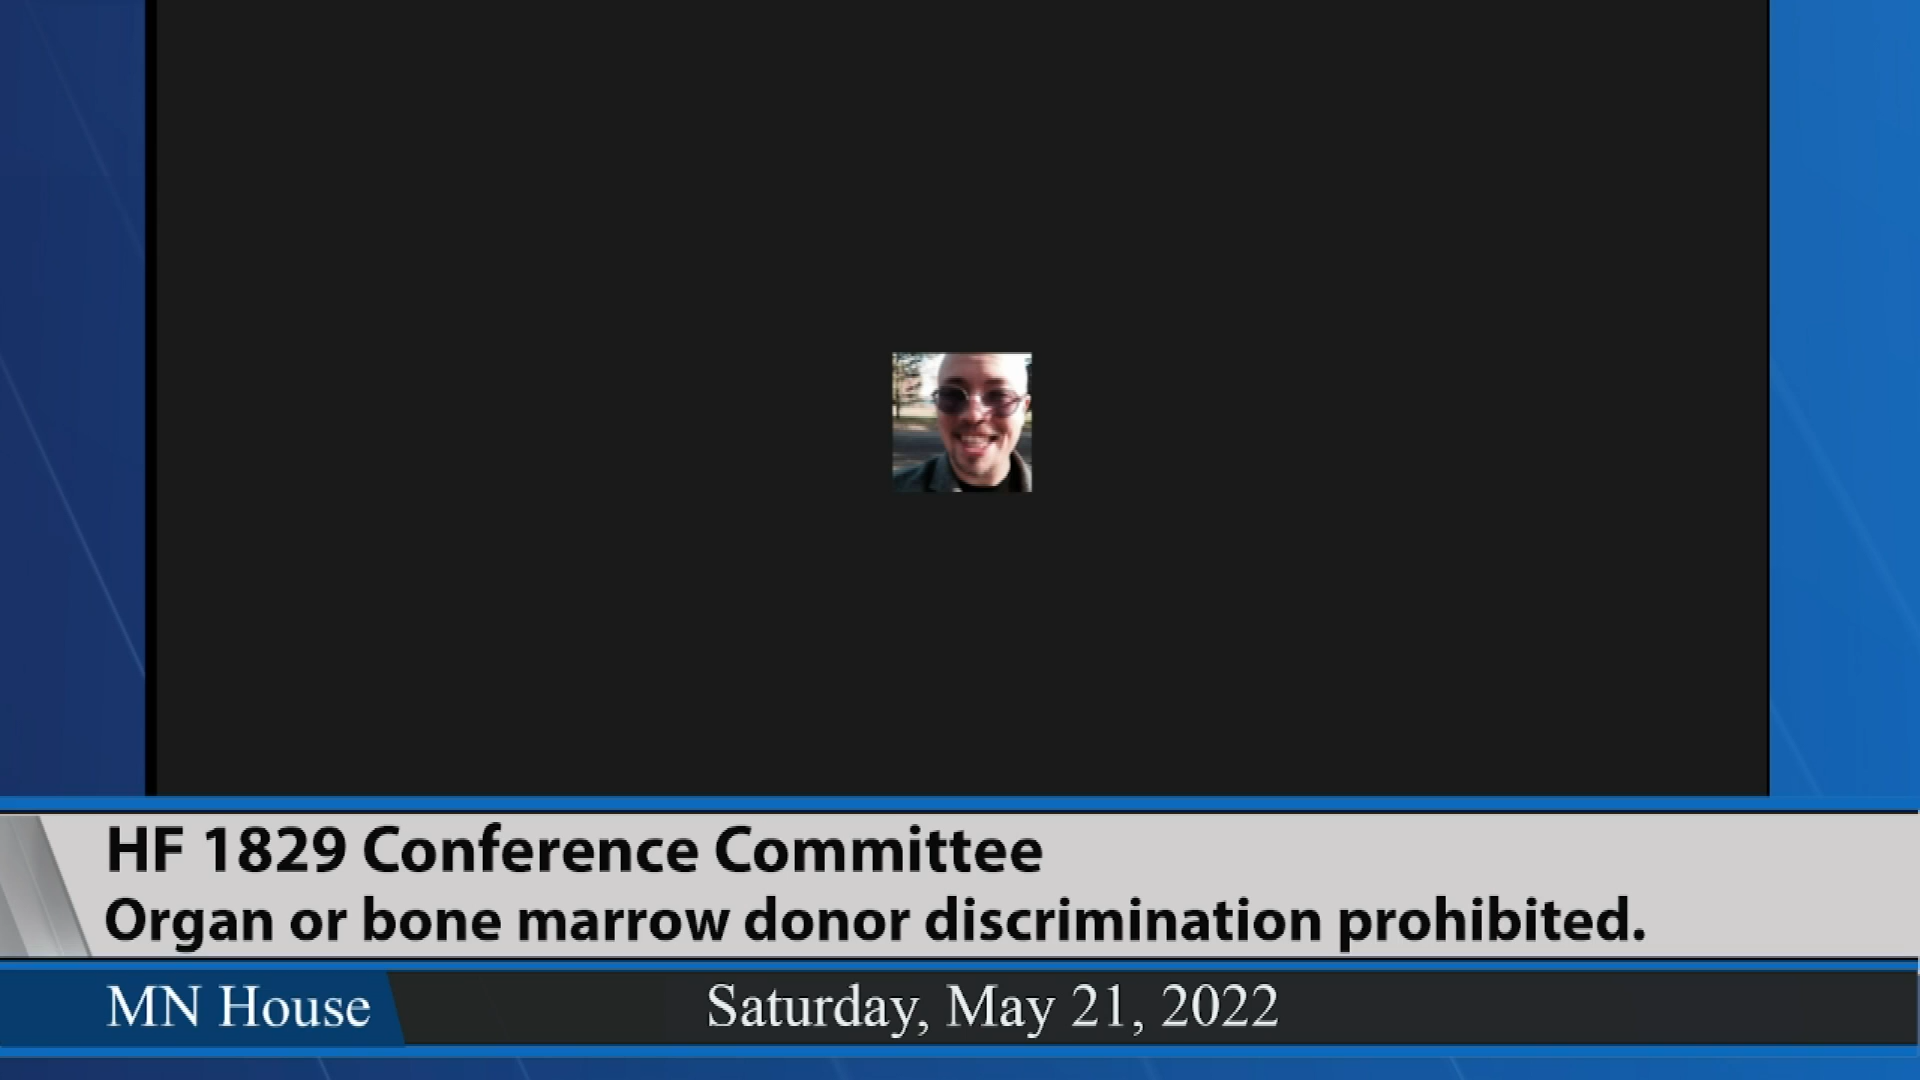 HF 1829 Conference Committee
Organ or bone marrow donor discrimination prohibited.
MN House
Saturday, May 21, 2022